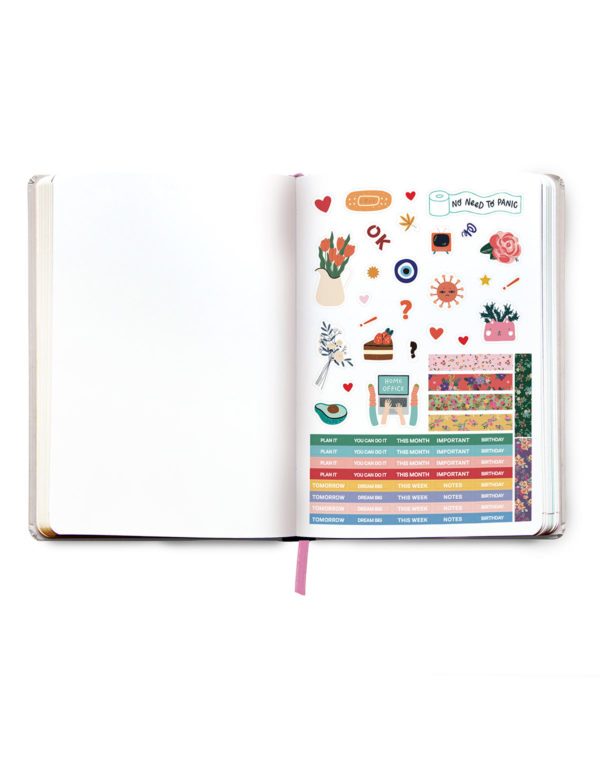 NO NEED TO PANIC
OK
?
HOME
OFFICE
PLAN IT YOU CAN DO IT THIS MONTH IMPORTANT BIRTHDAY
PLAN IT YOU CAN DO IT THIS MONTH IMPORTANT BIRTHDAY
PLAN IT YOU CAN DO IT THIS MONTH IMPORTANT BIRTHDAY
PLAN IT YOU CAN DO IT THIS MONTH IMPORTANT BIRTHDAY
TOMORROW DREAM BIG THIS WEEK NOTES BIRTHDAY
TOMORROW DREAM BIG THIS WEEK NOTES BIRTHDAY
TOMORROW DREAM BIG THIS WEEK NOTES BIRTHDAY
TOMORROW DREAM BIG THIS WEEK NOTES BIRTHDAY